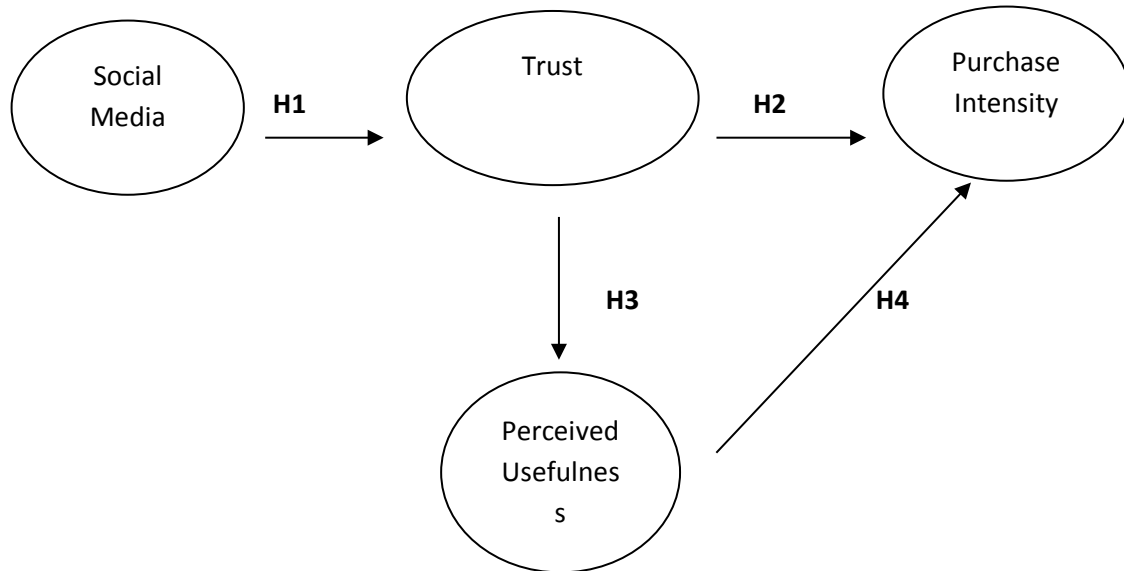 Social
Media
H1
Trust
H2
Purchase
Intensity
H3
H4
Perceived
Usefulnes
s